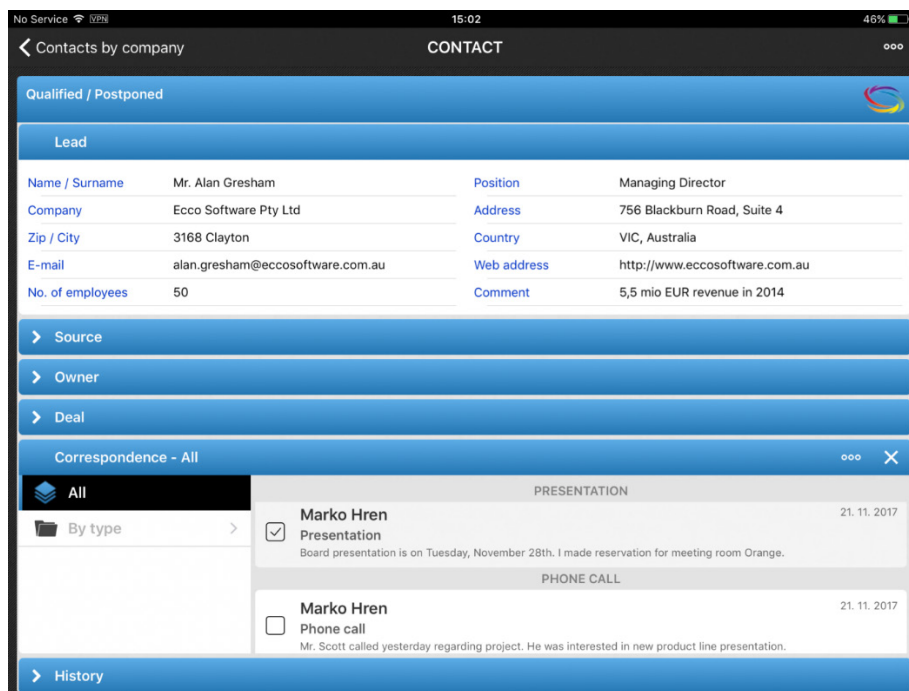 No Service VPN 15:02 46%
Contacts by company CONTACT
Qualified / Postponed
Lead
Name / Surname Mr. Alan Gresham Position Managing Director
Company Ecco Software Pty Ltd Address 756 Blackburn Road, Suite 4
Zip / City 3168 Clayton Country VIC, Australia
E-mail alan.gresham@eccosoftware.com.au Web address http://www.eccosoftware.com.au
No. of employees 50 Comment 5,5 mio EUR revenue in 2014
Source
Owner
Deal
Correspondence - All
All
By type
PRESENTATION
Marko Hren 21. 11. 2017
Presentation
Board presentation is on Tuesday, November 28th. I made reservation for meeting room Orange.
PHONE CALL
Marko Hren 21. 11. 2017
Phone call
Mr. Scott called yesterday regarding project. He was interested in new product line presentation.
History